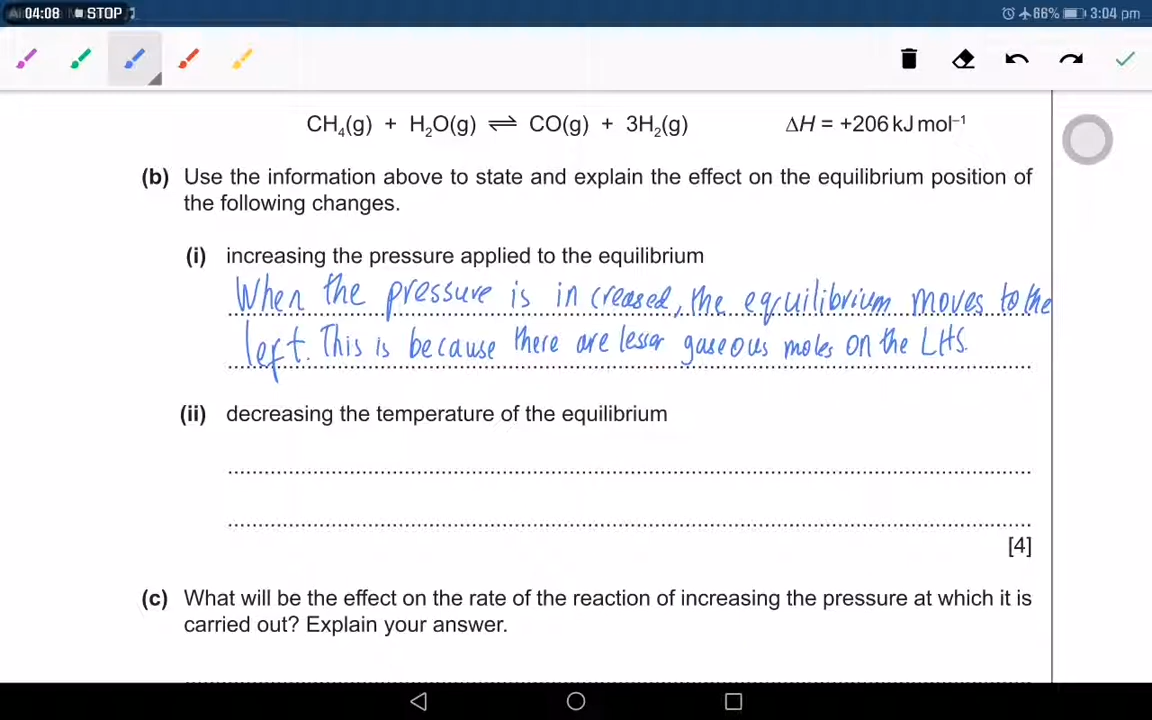 04:08 STOP
66% 3:04 pm
CH₄(g) + H₂O(g) ⇌ CO(g) + 3H₂(g) ΔH = +206 kJ mol⁻¹
(b) Use the information above to state and explain the effect on the equilibrium position of
the following changes.
(i) increasing the pressure applied to the equilibrium
When the pressure is increased, the equilibrium moves to the
left. This is because there are lesser gaseous moles on the LHS.
(ii) decreasing the temperature of the equilibrium
[4]
(c) What will be the effect on the rate of the reaction of increasing the pressure at which it is
carried out? Explain your answer.